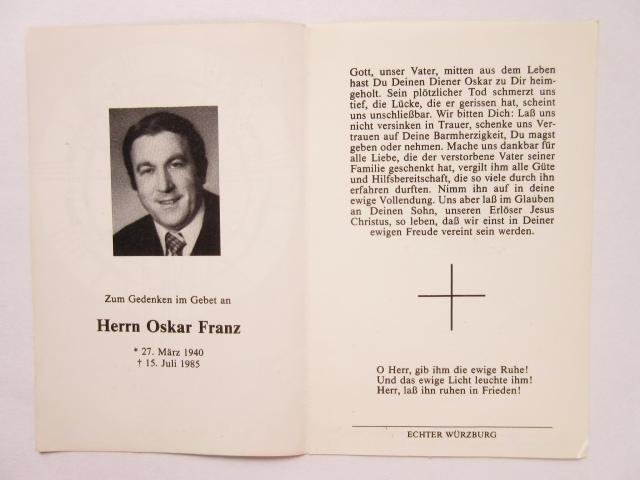 Zum Gedenken im Gebet an
Herrn Oskar Franz
* 27. März 1940
† 15. Juli 1985
Gott, unser Vater, mitten aus dem Leben
hast Du Deinen Diener Oskar zu Dir heim-
geholt. Sein plötzlicher Tod schmerzt uns
tief, die Lücke, die er gerissen hat, scheint
uns unschließbar. Wir bitten Dich: Laß uns
nicht versinken in Trauer, schenke uns Ver-
trauen auf Deine Barmherzigkeit, Du magst
geben oder nehmen. Mache uns dankbar für
alle Liebe, die der verstorbene Vater seiner
Familie geschenkt hat, vergilt ihm alle Güte
und Hilfsbereitschaft, die so viele durch ihn
erfahren durften. Nimm ihn auf in deine
ewige Vollendung. Uns aber laß im Glauben
an Deinen Sohn, unseren Erlöser Jesus
Christus, so leben, daß wir einst in Deiner
ewigen Freude vereint sein werden.
O Herr, gib ihm die ewige Ruhe!
Und das ewige Licht leuchte ihm!
Herr, laß ihn ruhen in Frieden!
ECHTER WÜRZBURG